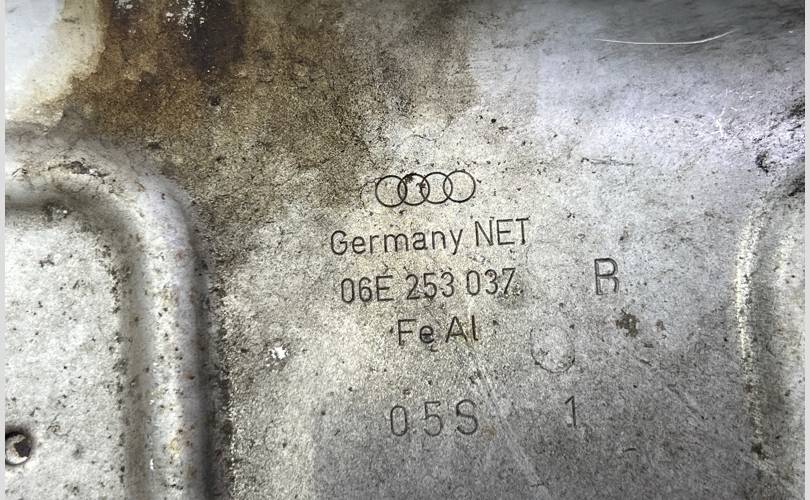 Germany NET
06E 253 037 R
Fe Al
05S 1